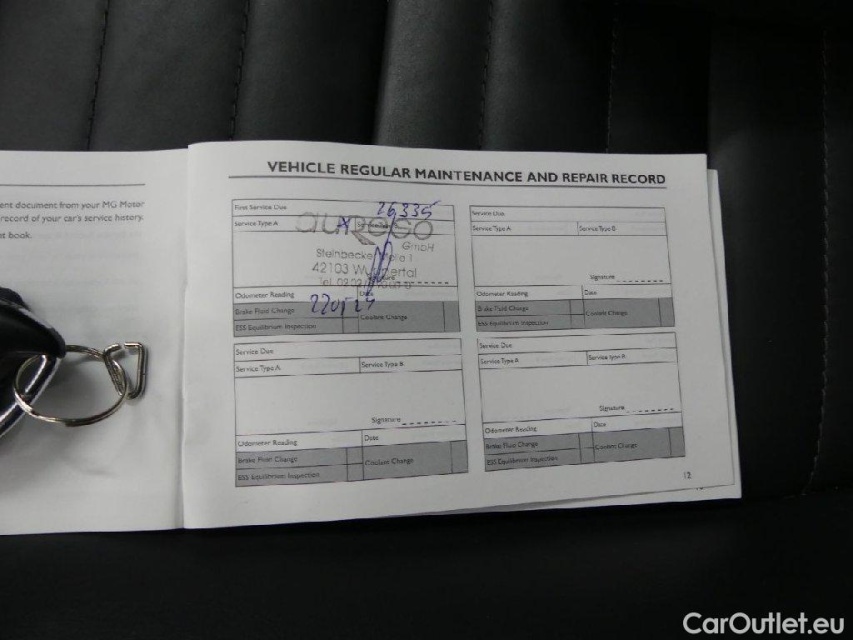 ent document from your MG Motor
record of your car's service history.
t book.
VEHICLE REGULAR MAINTENANCE AND REPAIR RECORD
First Service Due
26335
Service Type A
GmbH
42103
Signature
Odometer Reading
Date
Brake Fluid Change
Coolant Change
ESS Equilibrium Inspection
Service Due
Service Type A
Service Type B
Signature
Odometer Reading
Date
Brake Fluid Change
Coolant Change
ESS Equilibrium Inspection
Service Due
Service Type A
Service Type B
Signature
Odometer Reading
Date
Brake Fluid Change
Coolant Change
ESS Equilibrium Inspection
Service Due
Service Type A
Service Type B
Signature
Odometer Reading
Date
Brake Fluid Change
Coolant Change
ESS Equilibrium Inspection
12
CarOutlet.eu